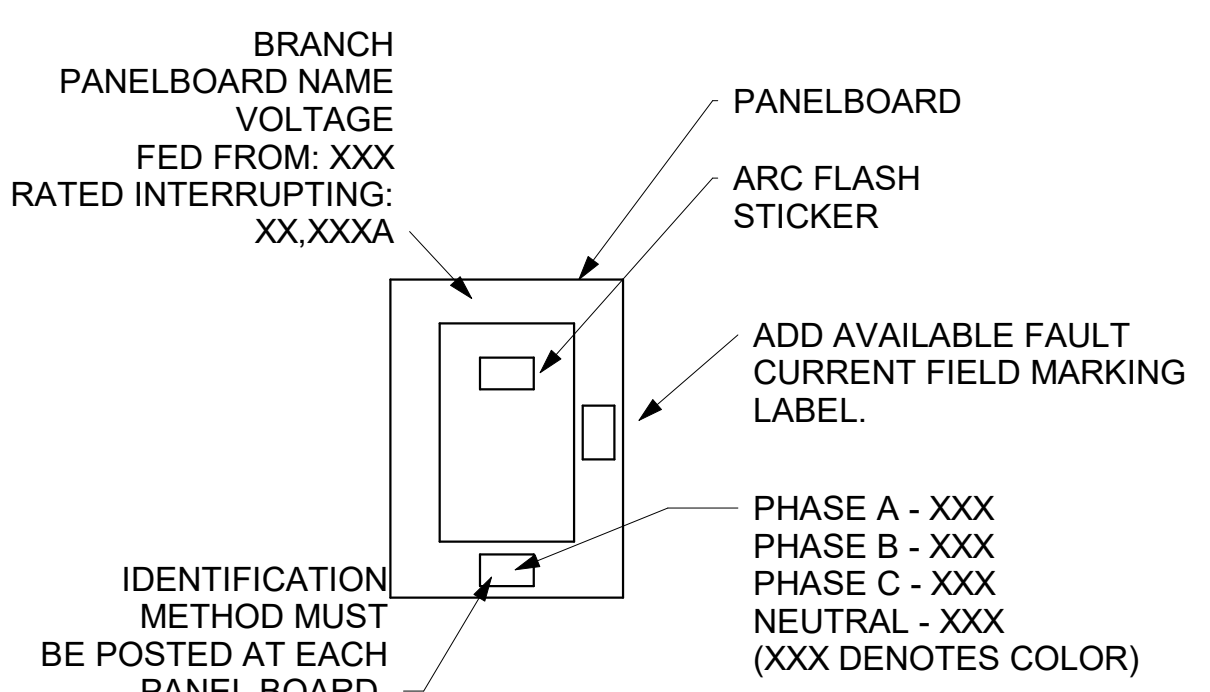 BRANCH
PANELBOARD NAME
VOLTAGE
FED FROM: XXX
RATED INTERRUPTING:
XX,XXXA
PANELBOARD
ARC FLASH
STICKER
ADD AVAILABLE FAULT
CURRENT FIELD MARKING
LABEL.
PHASE A - XXX
PHASE B - XXX
PHASE C - XXX
NEUTRAL - XXX
(XXX DENOTES COLOR)
IDENTIFICATION
METHOD MUST
BE POSTED AT EACH
PANEL BOARD